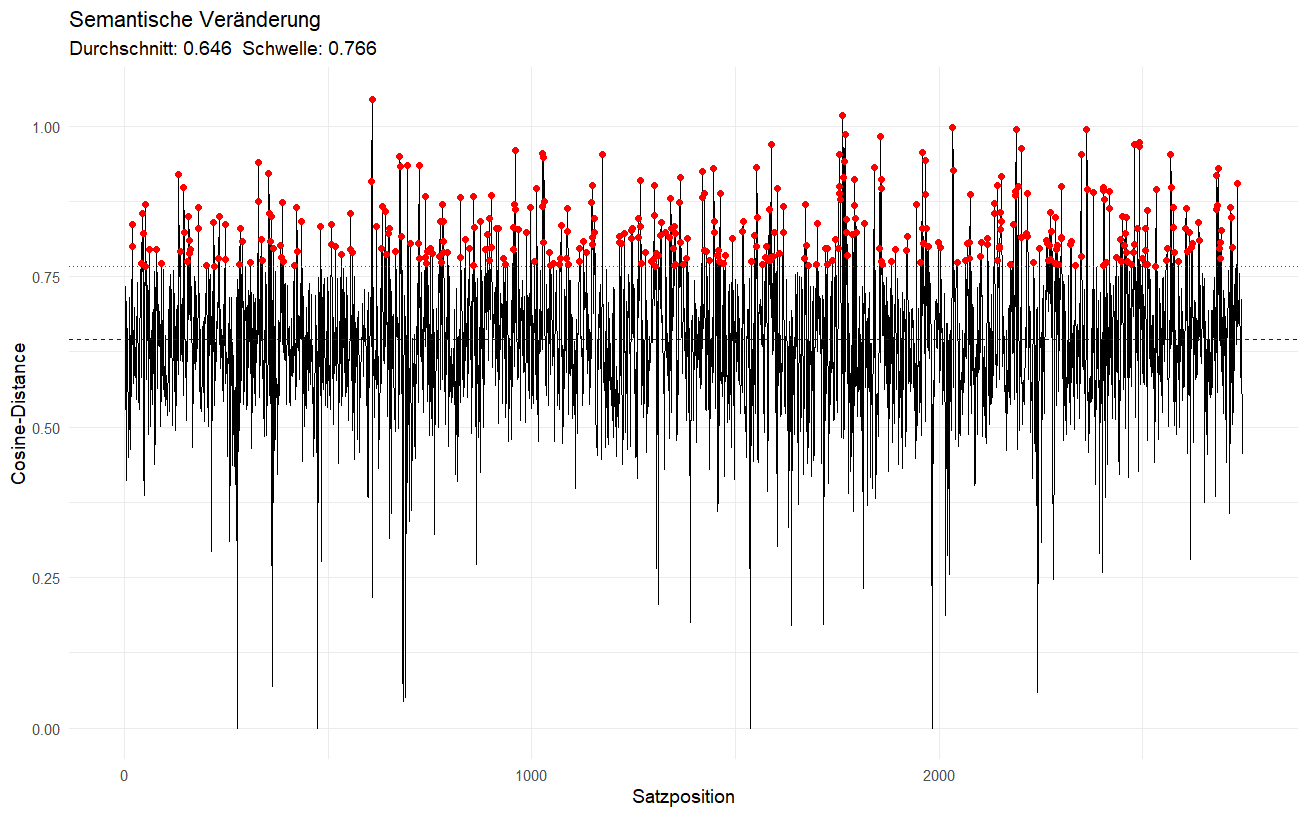 Semantische Veränderung
Durchschnitt: 0.646  Schwelle: 0.766
1.00
0.75
0.50
0.25
0.00
Cosine-Distance
0
1000
2000
Satzposition